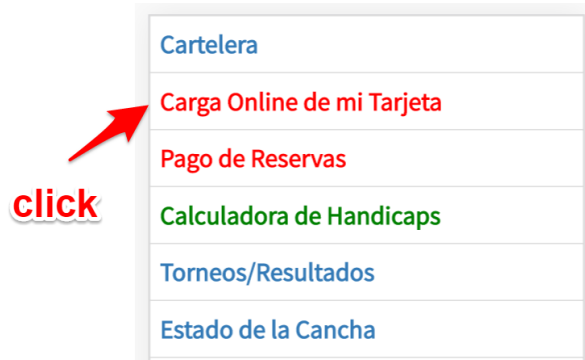 Cartelera
Carga Online de mi Tarjeta
Pago de Reservas
click
Calculadora de Handicaps
Torneos/Resultados
Estado de la Cancha